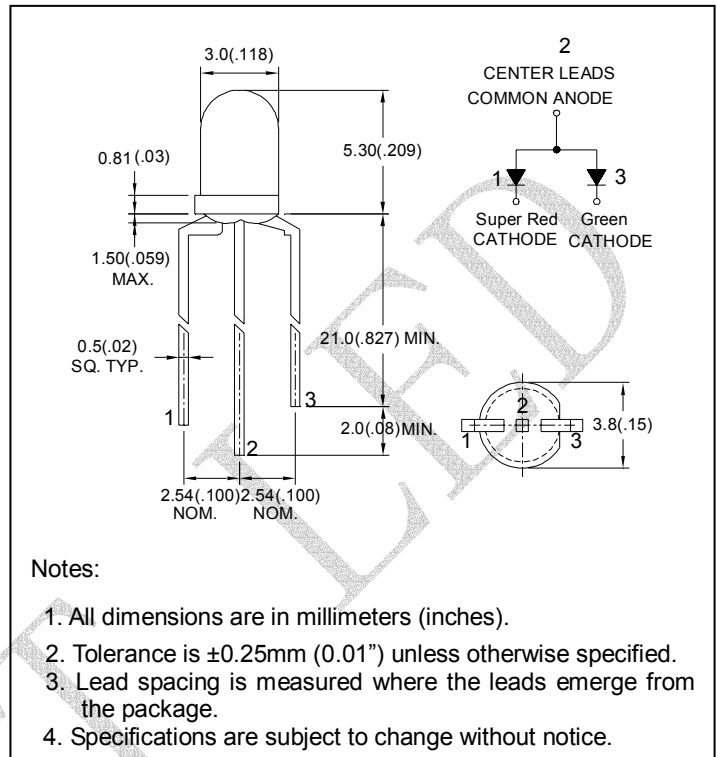 3.0(.118)
2
CENTER LEADS
COMMON ANODE
0.81 (.03)
5.30(.209)
1
3
Super Red
CATHODE
Green
CATHODE
1.50(.059)
MAX.
21.0(.827) MIN.
0.5(.02)
SQ. TYP.
1
2
3
2.0(.08)MIN.
2
1
3
3.8(.15)
2.54(.100)
NOM.
2.54(.100)
NOM.
LED
Notes:
1. All dimensions are in millimeters (inches).
2. Tolerance is ±0.25mm (0.01”) unless otherwise specified.
3. Lead spacing is measured where the leads emerge from
the package.
4. Specifications are subject to change without notice.